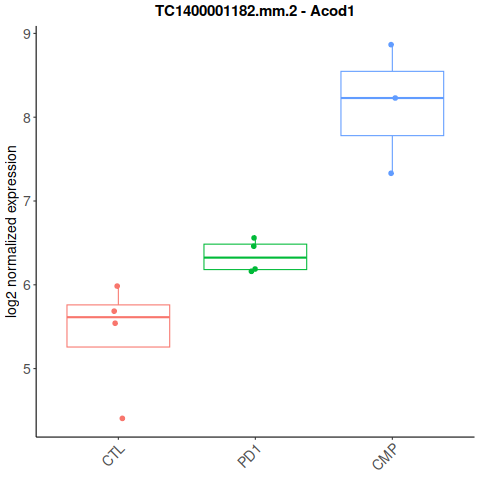 TC1400001182.mm.2 - Acod1
log2 normalized expression
9
8
7
6
5
CTL
PD1
CMP